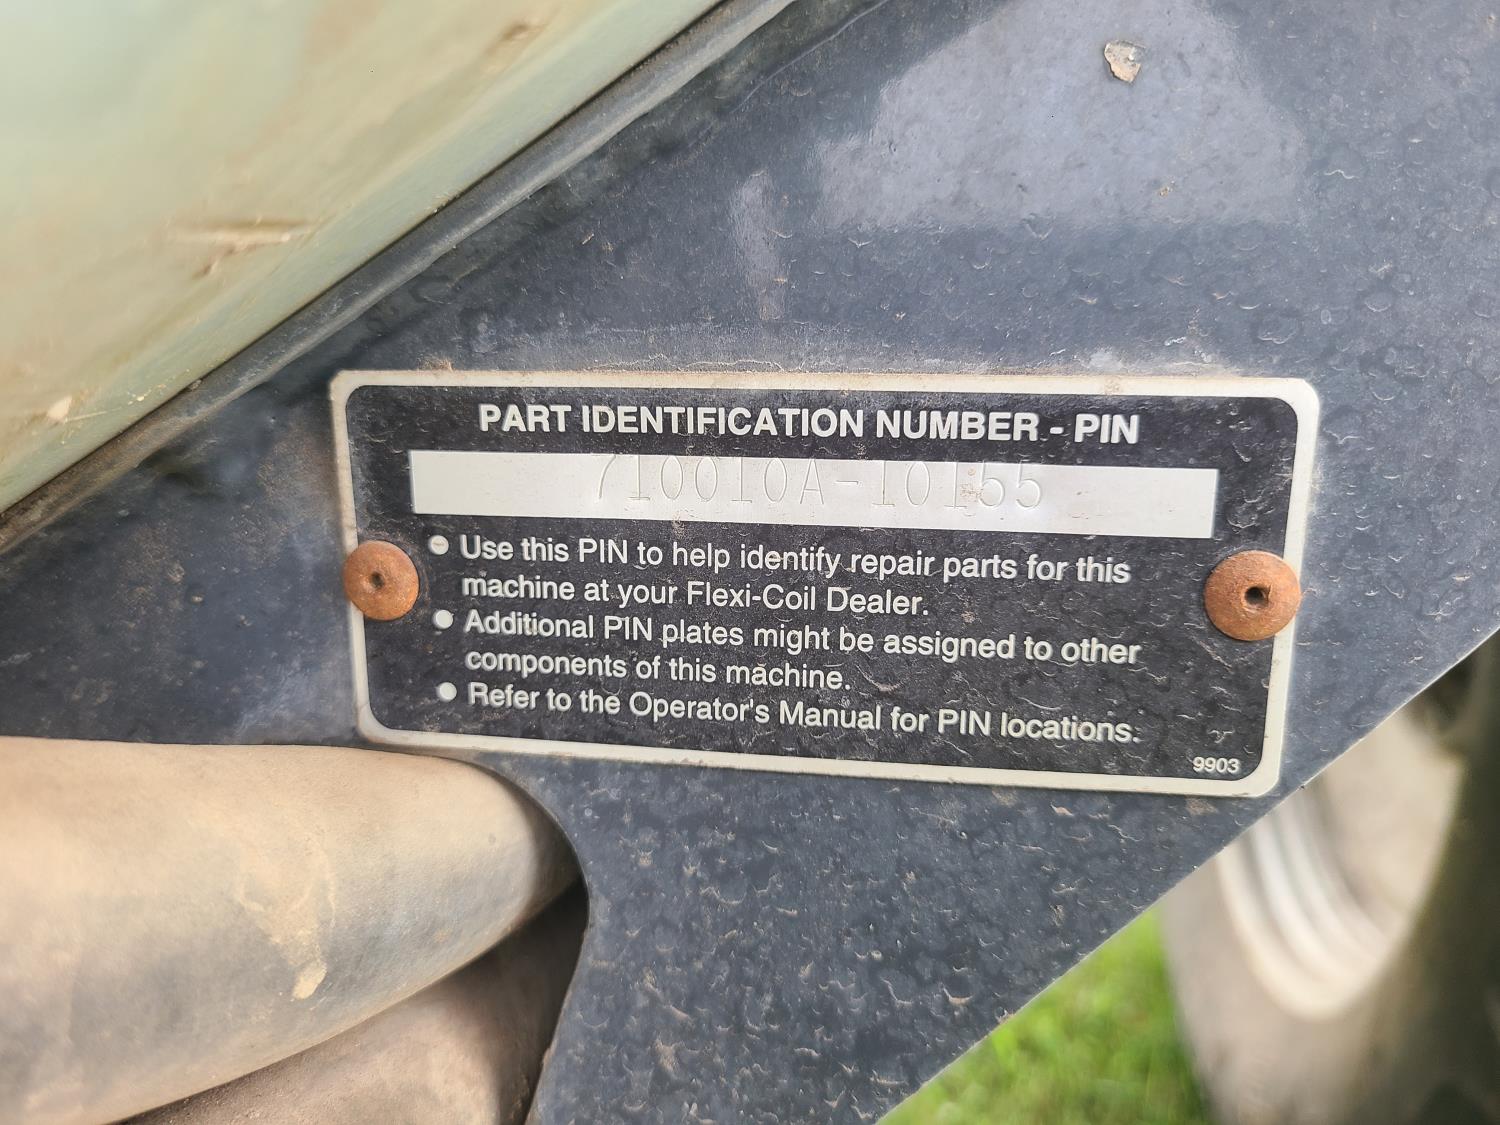 PART IDENTIFICATION NUMBER - PIN
710010A-10155
● Use this PIN to help identify repair parts for this
machine at your Flexi-Coil Dealer.
● Additional PIN plates might be assigned to other
components of this machine.
● Refer to the Operator's Manual for PIN locations.
9903